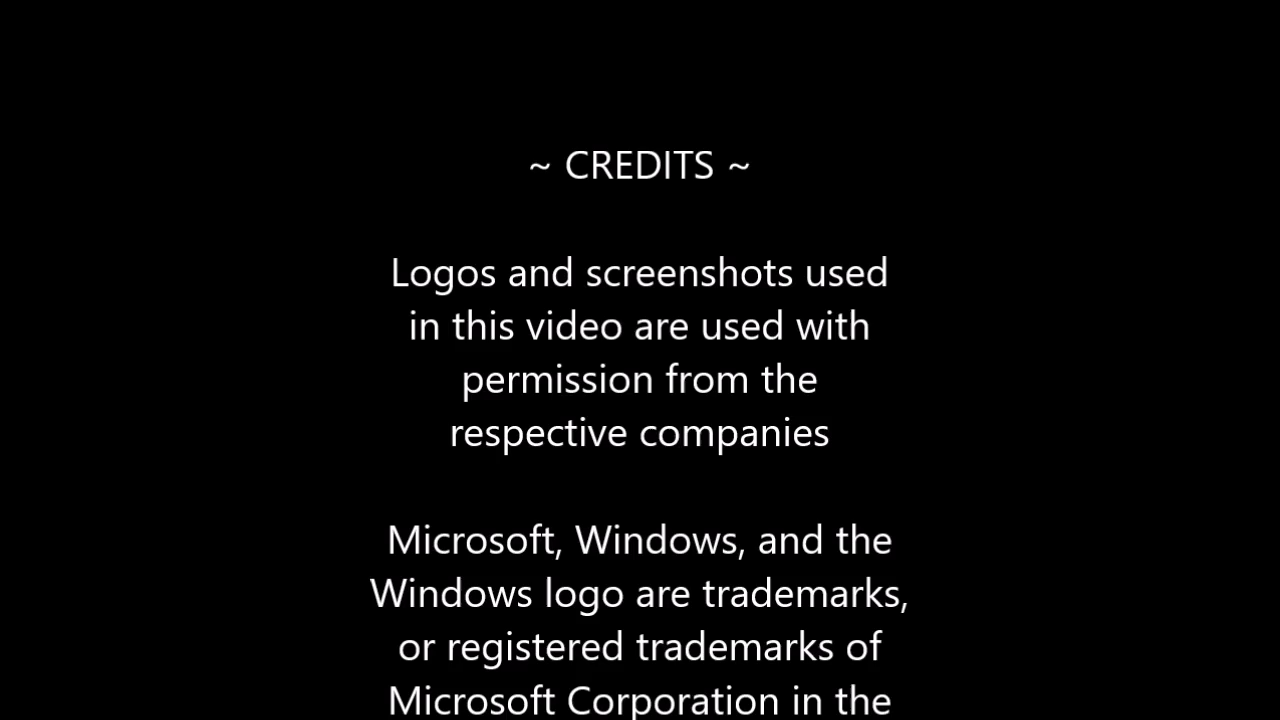 ~ CREDITS ~
Logos and screenshots used
in this video are used with
permission from the
respective companies
Microsoft, Windows, and the
Windows logo are trademarks,
or registered trademarks of
Microsoft Corporation in the